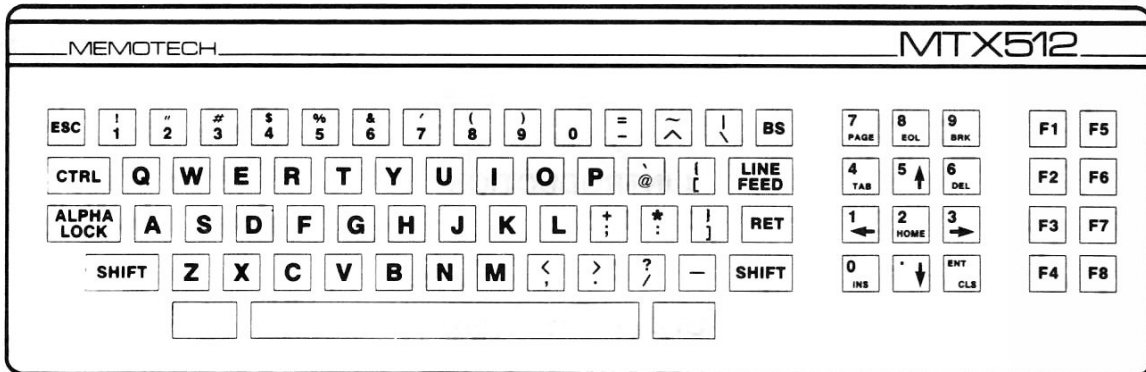 MEMOTECH MTX512
ESC ! 1 " 2 # 3 $ 4 % 5 & 6 ' 7 ( 8 ) 9 0 = - ~ ^ | \ BS 7 PAGE 8 EOL 9 BRK F1 F5
CTRL Q W E R T Y U I O P ` @ { [ LINE FEED 4 TAB 5 ↑ 6 DEL F2 F6
ALPHA LOCK A S D F G H J K L + ; * : } ] RET 1 ← 2 HOME 3 → F3 F7
SHIFT Z X C V B N M < , > . ? / — SHIFT 0 INS . ↓ ENT CLS F4 F8